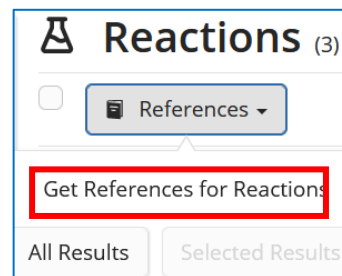 Reactions (3)
References
Get References for Reactions
All Results Selected Results